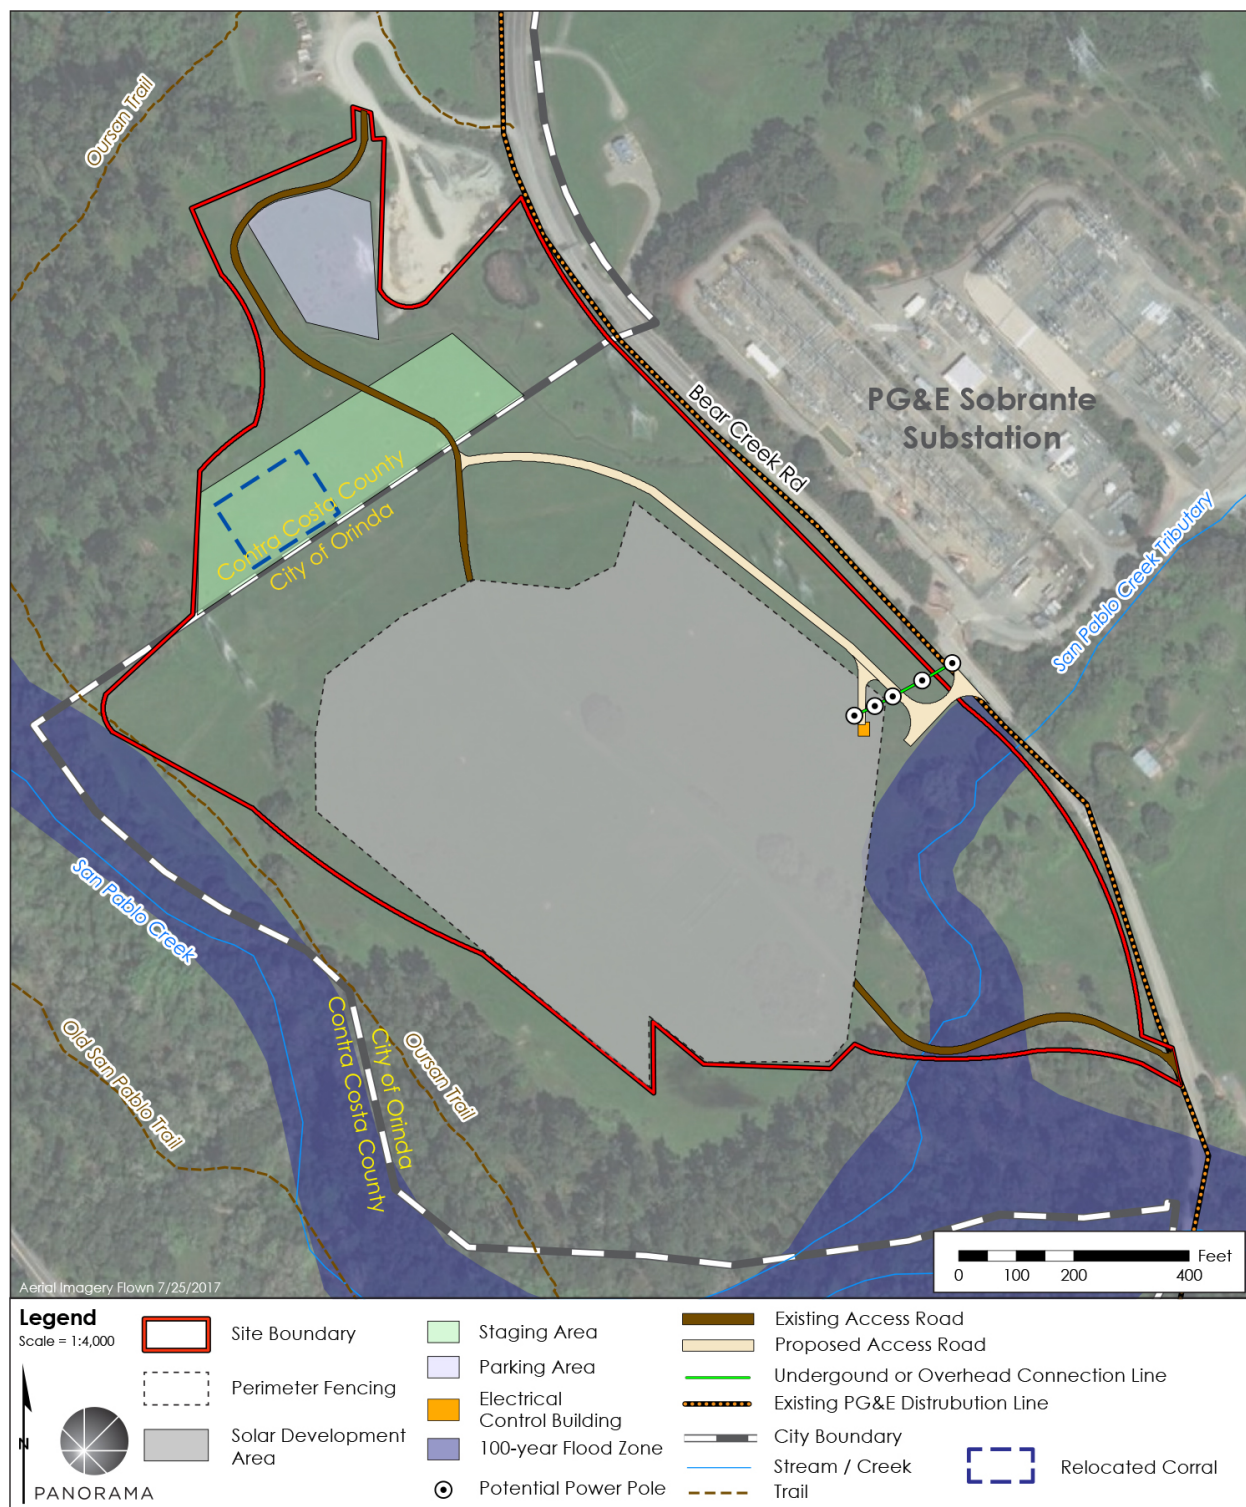 Oursan Trail
Bear Creek Rd
PG&E Sobrante
Substation
San Pablo Creek Tributary
Contra Costa County
City of Orinda
San Pablo Creek
Old San Pablo Trail
City of Orinda
Contra Costa County
Oursan Trail
Feet
0 100 200 400
Aerial Imagery Flown 7/25/2017
Legend
Scale = 1:4,000
N
PANORAMA
Site Boundary
Perimeter Fencing
Solar Development
Area
Staging Area
Parking Area
Electrical
Control Building
100-year Flood Zone
Potential Power Pole
Existing Access Road
Proposed Access Road
Undergound or Overhead Connection Line
Existing PG&E Distrubution Line
City Boundary
Stream / Creek
Trail
Relocated Corral